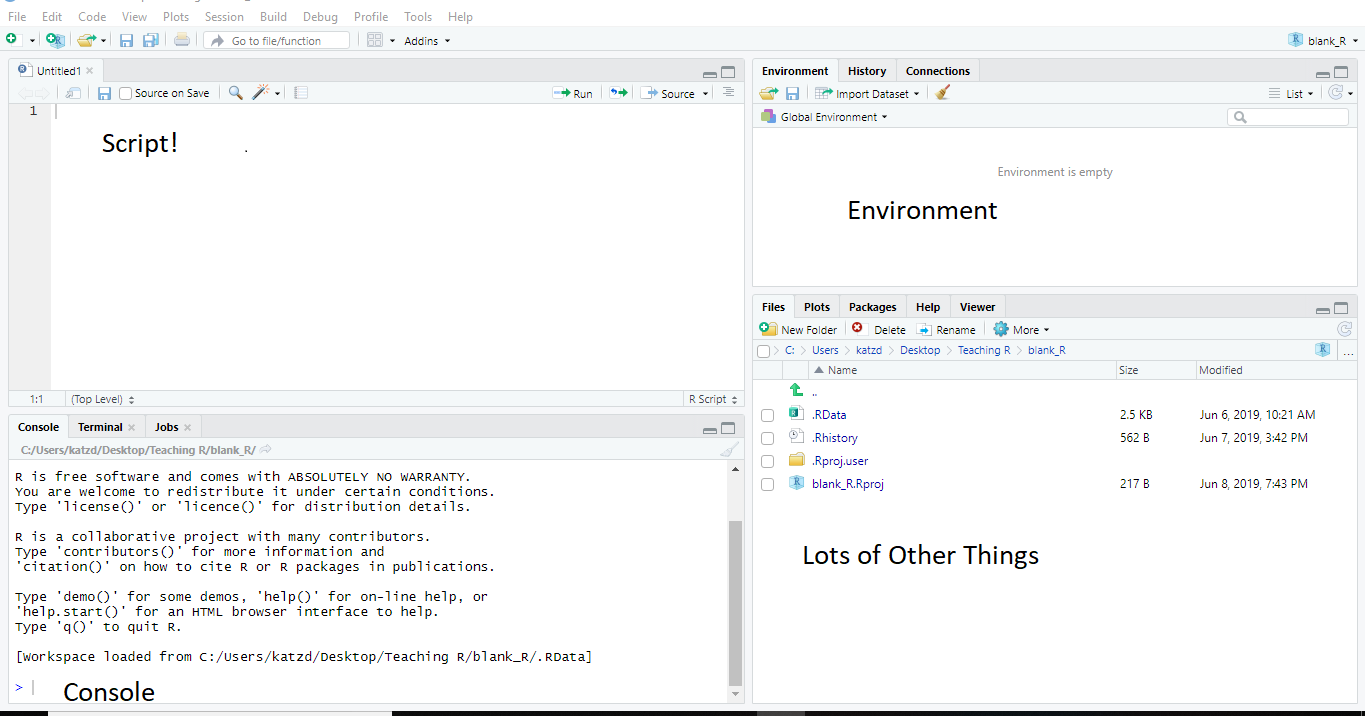 File Edit Code View Plots Session Build Debug Profile Tools Help
Go to file/function Addins blank_R
Untitled1
Source on Save Run Source
1
Script!
.
1:1 (Top Level) R Script
Console Terminal Jobs
C:/Users/katzd/Desktop/Teaching R/blank_R/
R is free software and comes with ABSOLUTELY NO WARRANTY.
You are welcome to redistribute it under certain conditions.
Type 'license()' or 'licence()' for distribution details.
R is a collaborative project with many contributors.
Type 'contributors()' for more information and
'citation()' on how to cite R or R packages in publications.
Type 'demo()' for some demos, 'help()' for on-line help, or
'help.start()' for an HTML browser interface to help.
Type 'q()' to quit R.
[Workspace loaded from C:/Users/katzd/Desktop/Teaching R/blank_R/.RData]
>
Console
Environment History Connections
Import Dataset List
Global Environment
Environment is empty
Environment
Files Plots Packages Help Viewer
New Folder Delete Rename More
C: Users katzd Desktop Teaching R blank_R ...
Name Size Modified
..
.RData 2.5 KB Jun 6, 2019, 10:21 AM
.Rhistory 562 B Jun 7, 2019, 3:42 PM
.Rproj.user
blank_R.Rproj 217 B Jun 8, 2019, 7:43 PM
Lots of Other Things